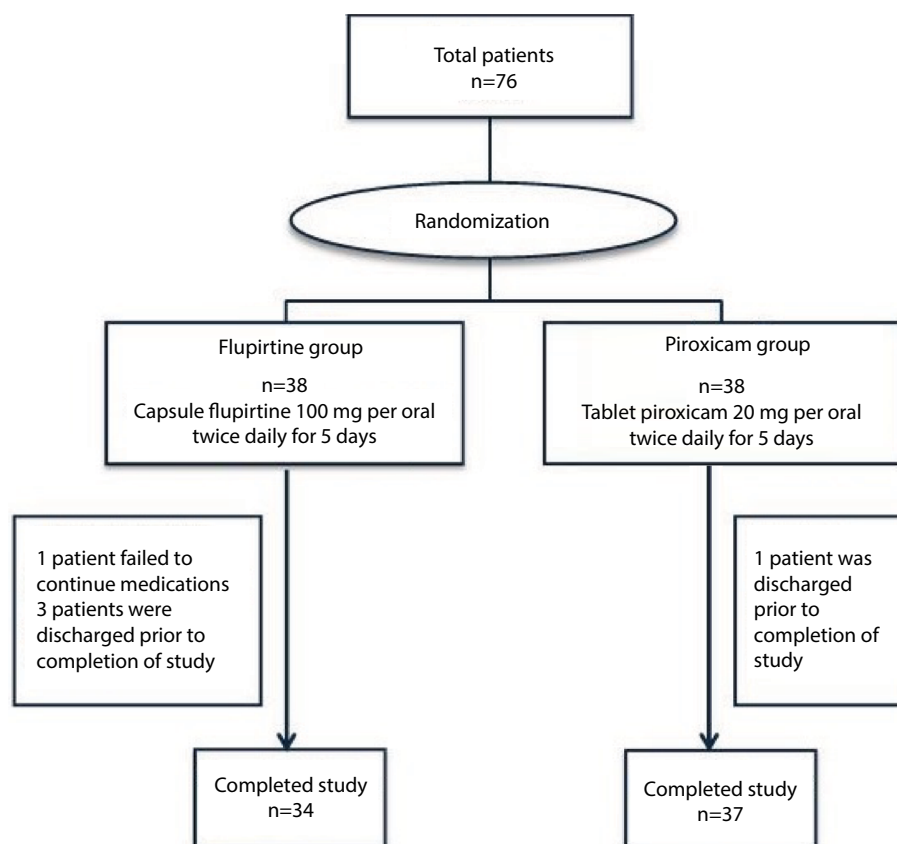 Total patients
n=76
Randomization
Flupirtine group
n=38
Capsule flupirtine 100 mg per oral
twice daily for 5 days
Piroxicam group
n=38
Tablet piroxicam 20 mg per oral
twice daily for 5 days
1 patient failed to
continue medications
3 patients were
discharged prior to
completion of study
1 patient was
discharged
prior to
completion of
study
Completed study
n=34
Completed study
n=37